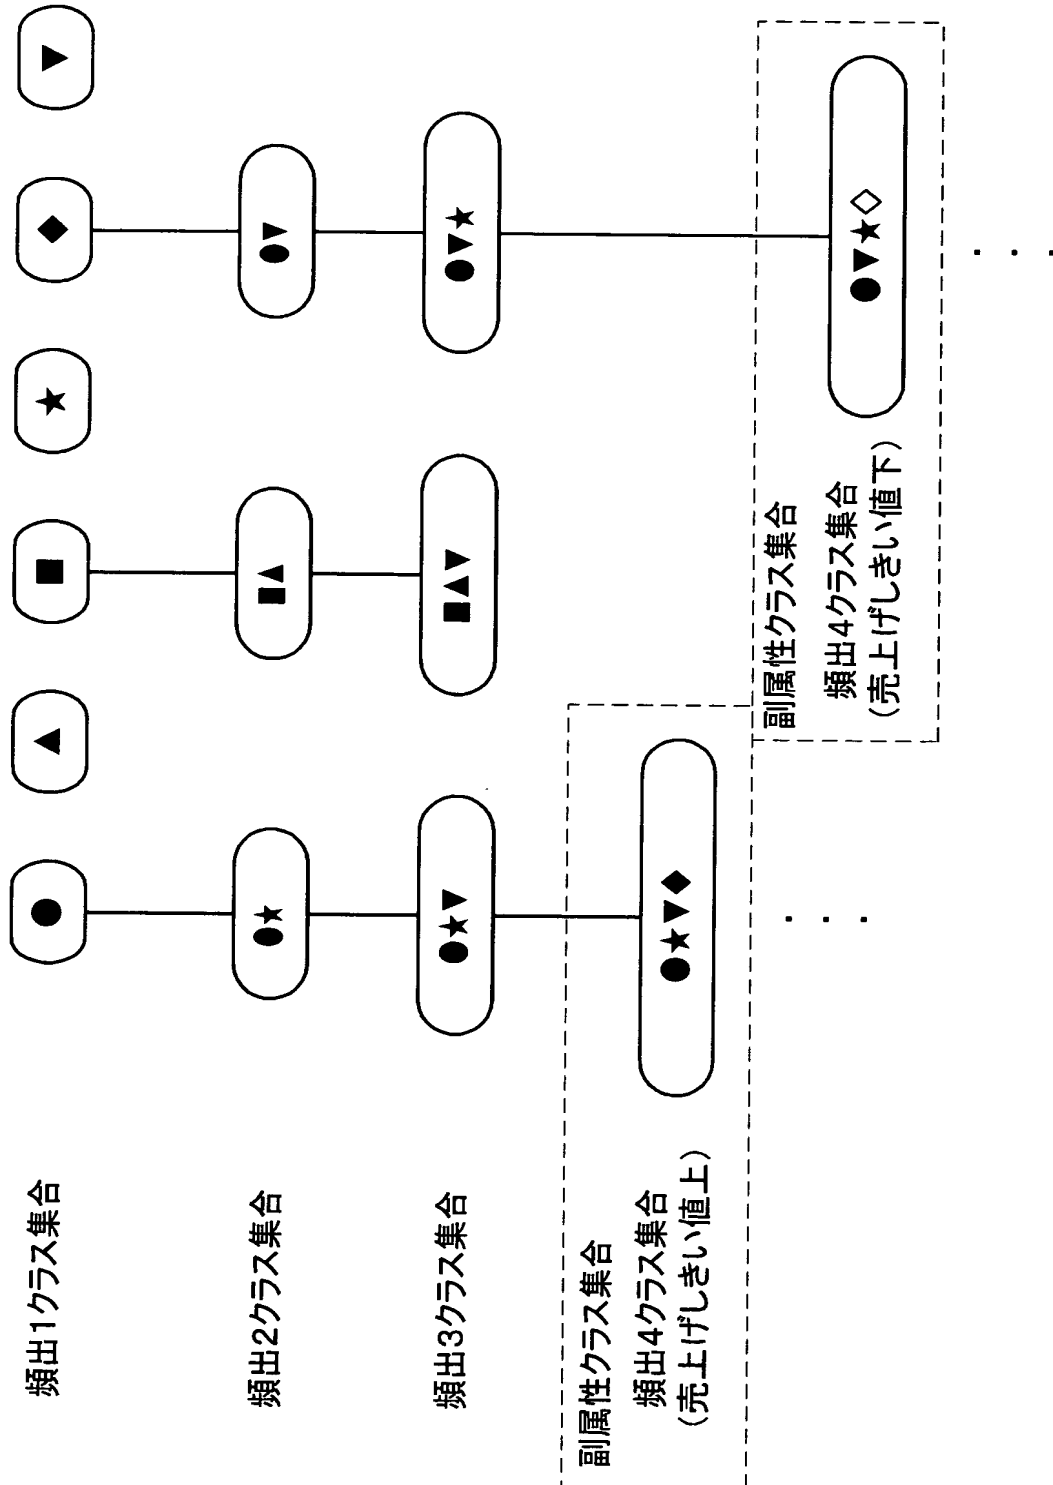 頻出1クラス集合
頻出2クラス集合
頻出3クラス集合
副属性クラス集合
頻出4クラス集合
(売上げしきい値上)
副属性クラス集合
頻出4クラス集合
(売上げしきい値下)